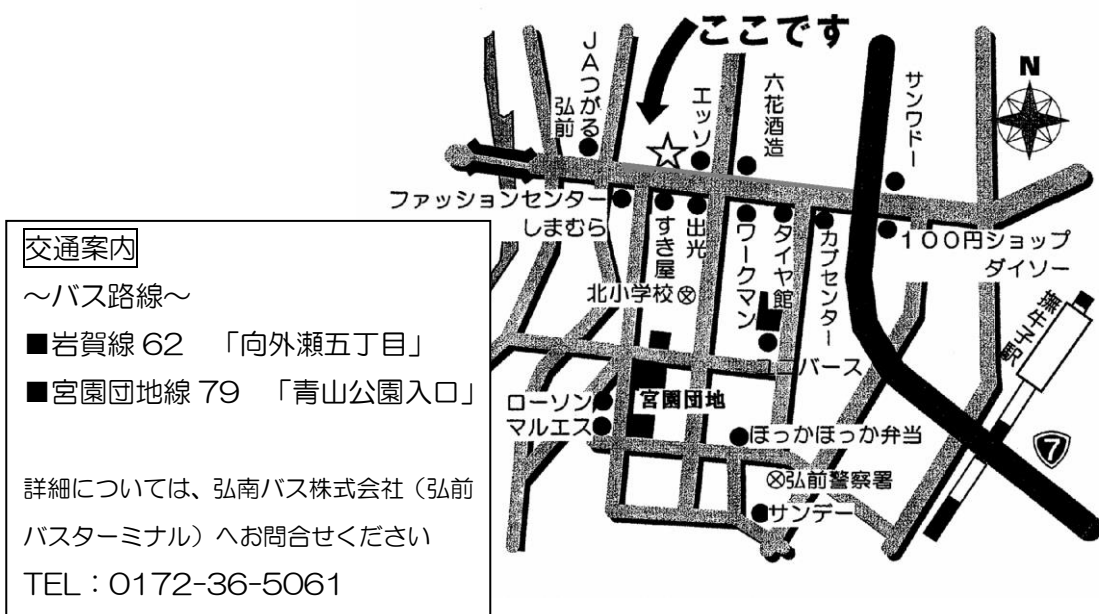 ここです
JAつがる
弘前
エッソ
六花酒造
サンワドー
N
ファッションセンター
しまむら
すき屋
出光
ワークマン
タイヤ館
カブセンター
100円ショップ
ダイソー
北小学校
撫牛子駅
ユニバース
ローソン
マルエス
宮園団地
ほっかほっか弁当
弘前警察署
サンデー
7
交通案内
~バス路線~
■岩賀線 62 「向外瀬五丁目」
■宮園団地線 79 「青山公園入口」
詳細については、弘南バス株式会社(弘前
バスターミナル)へお問合せください
TEL:0172-36-5061